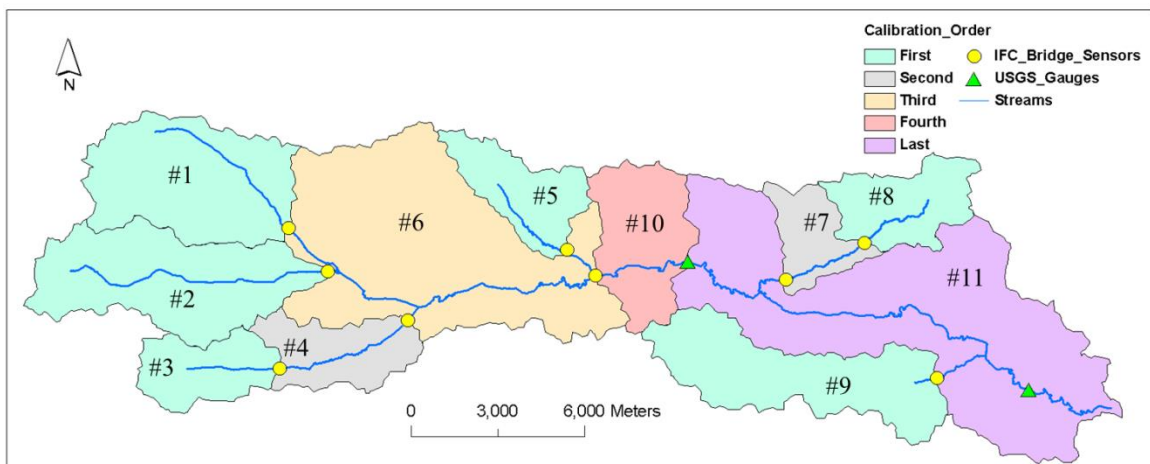 Calibration_Order
First
Second
Third
Fourth
Last
IFC_Bridge_Sensors
USGS_Gauges
Streams
N
#1
#2
#3
#4
#5
#6
#7
#8
#9
#10
#11
0 3,000 6,000 Meters